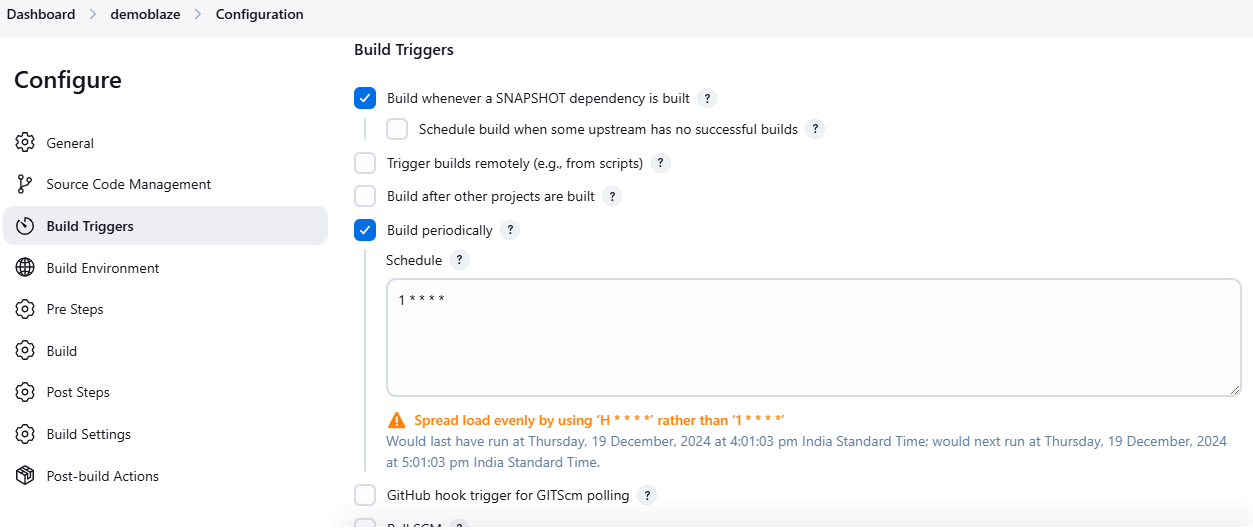 Dashboard > demoblaze > Configuration
Configure
General
Source Code Management
Build Triggers
Build Environment
Pre Steps
Build
Post Steps
Build Settings
Post-build Actions
Build Triggers
Build whenever a SNAPSHOT dependency is built ?
Schedule build when some upstream has no successful builds ?
Trigger builds remotely (e.g., from scripts) ?
Build after other projects are built ?
Build periodically ?
Schedule ?
1 * * * *
Spread load evenly by using ‘H * * * *’ rather than ‘1 * * * *’
Would last have run at Thursday, 19 December, 2024 at 4:01:03 pm India Standard Time; would next run at Thursday, 19 December, 2024
at 5:01:03 pm India Standard Time.
GitHub hook trigger for GITScm polling ?
Poll SCM ?